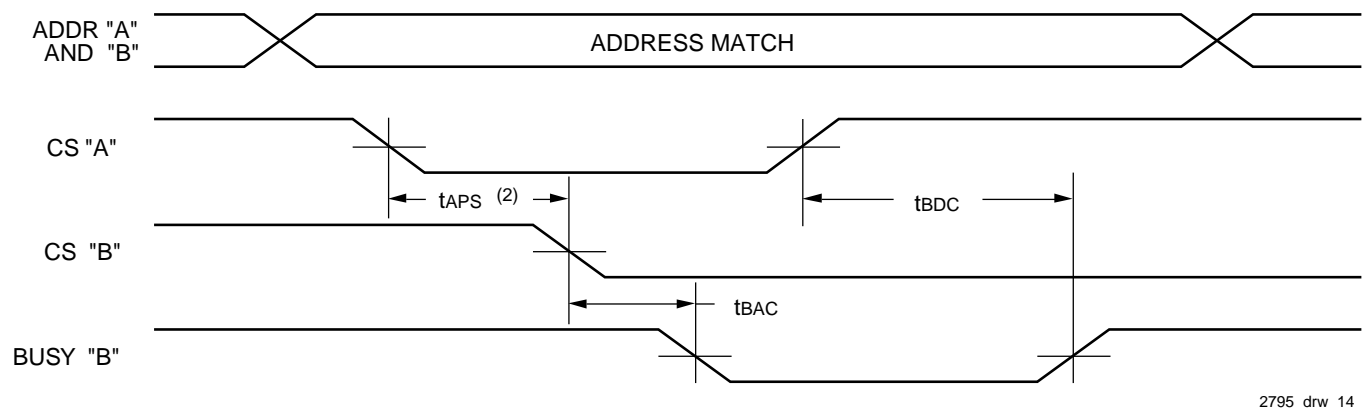 ADDR "A"
AND "B"
ADDRESS MATCH
CS "A"
tAPS (2)
tBDC
CS "B"
tBAC
BUSY "B"
2795 drw 14